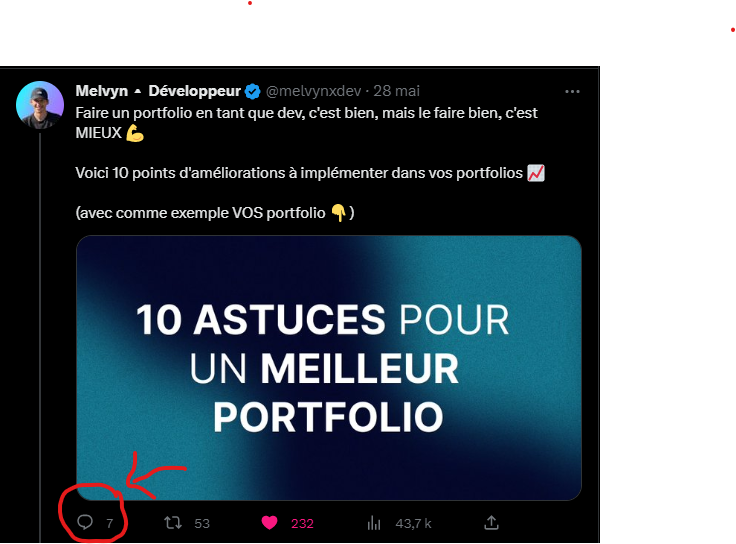 Melvyn ▲ Développeur @melvynxdev · 28 mai
Faire un portfolio en tant que dev, c'est bien, mais le faire bien, c'est
MIEUX 💪
Voici 10 points d'améliorations à implémenter dans vos portfolios 📈
(avec comme exemple VOS portfolio 👇)
10 ASTUCES POUR
UN MEILLEUR
PORTFOLIO
7 53 232 43,7 k